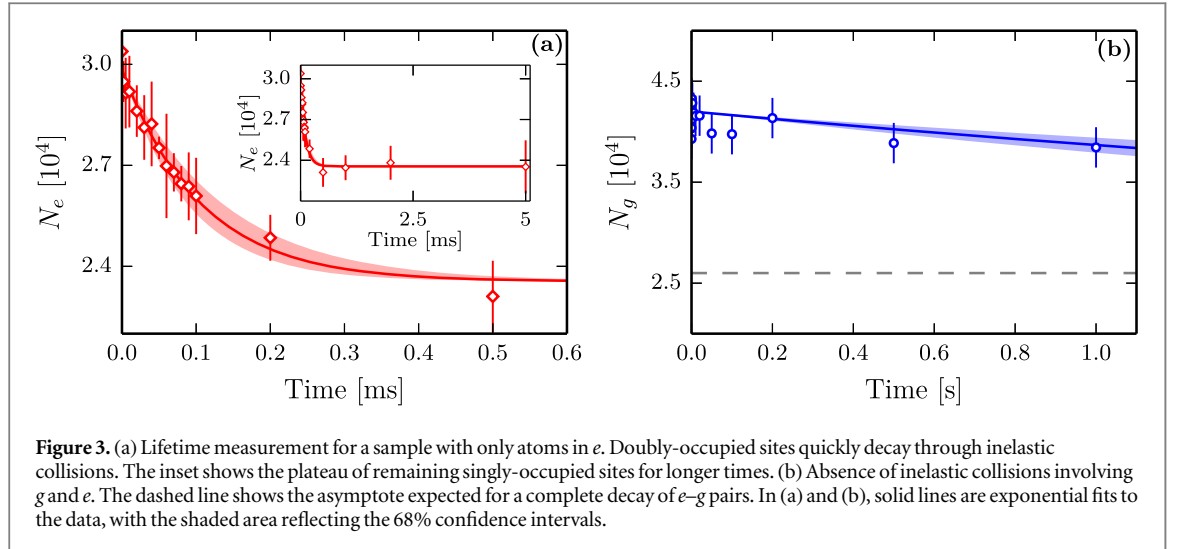 (a)
3.0
2.7
2.4
N_e [10^4]
0.0
0.1
0.2
0.3
0.4
0.5
0.6
Time [ms]
3.0
2.7
2.4
N_e [10^4]
0
2.5
5
Time [ms]
(b)
4.5
3.5
2.5
N_g [10^4]
0.0
0.2
0.4
0.6
0.8
1.0
Time [s]
Figure 3. (a) Lifetime measurement for a sample with only atoms in e. Doubly-occupied sites quickly decay through inelastic
collisions. The inset shows the plateau of remaining singly-occupied sites for longer times. (b) Absence of inelastic collisions involving
g and e. The dashed line shows the asymptote expected for a complete decay of e–g pairs. In (a) and (b), solid lines are exponential fits to
the data, with the shaded area reflecting the 68% confidence intervals.